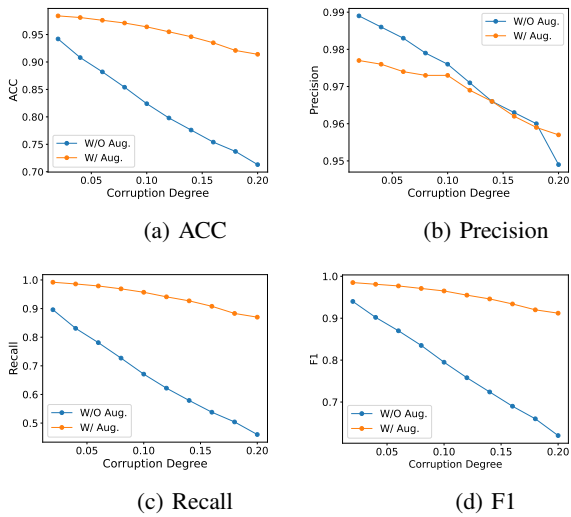 0.95
0.90
0.85
0.80
0.75
0.70
ACC
W/O Aug.
W/ Aug.
0.05 0.10 0.15 0.20
Corruption Degree
(a) ACC
0.99
0.98
0.97
0.96
0.95
Precision
W/O Aug.
W/ Aug.
0.05 0.10 0.15 0.20
Corruption Degree
(b) Precision
1.0
0.9
0.8
0.7
0.6
0.5
Recall
W/O Aug.
W/ Aug.
0.05 0.10 0.15 0.20
Corruption Degree
(c) Recall
1.0
0.9
0.8
0.7
F1
W/O Aug.
W/ Aug.
0.05 0.10 0.15 0.20
Corruption Degree
(d) F1